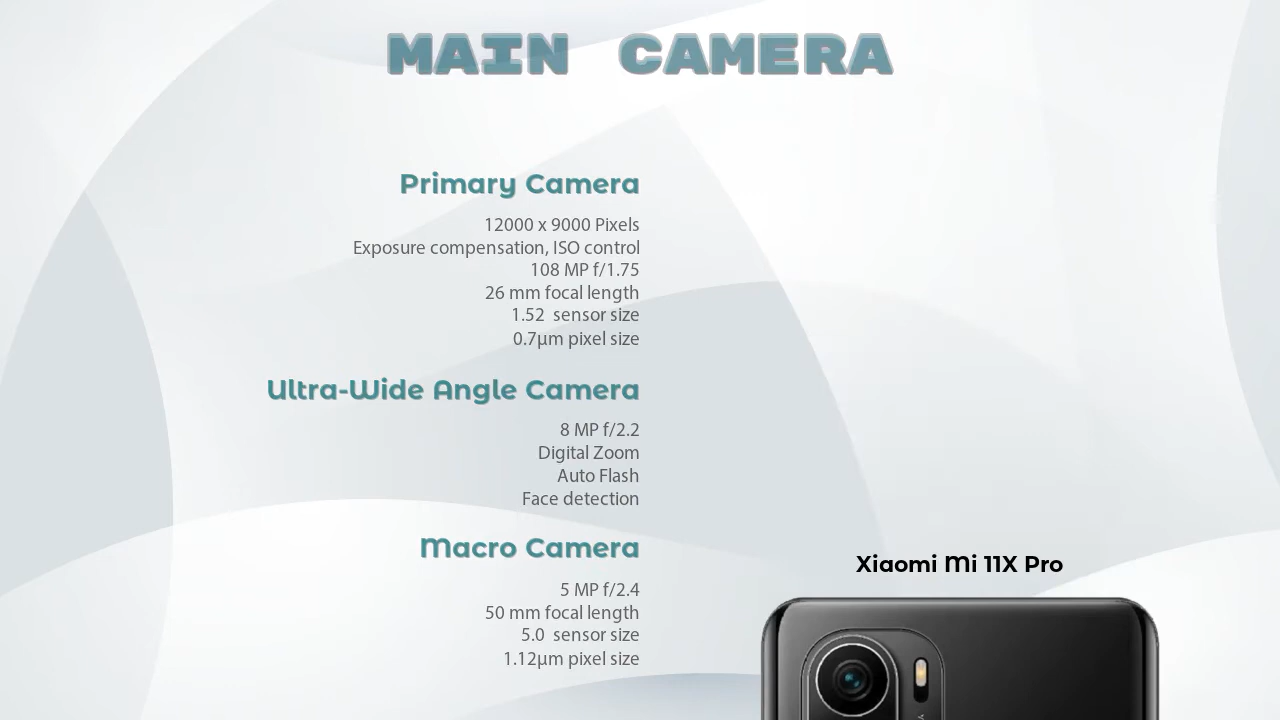 MAIN CAMERA
Primary Camera
12000 x 9000 Pixels
Exposure compensation, ISO control
108 MP f/1.75
26 mm focal length
1.52  sensor size
0.7µm pixel size
Ultra-Wide Angle Camera
8 MP f/2.2
Digital Zoom
Auto Flash
Face detection
Macro Camera
5 MP f/2.4
50 mm focal length
5.0  sensor size
1.12µm pixel size
Xiaomi Mi 11X Pro